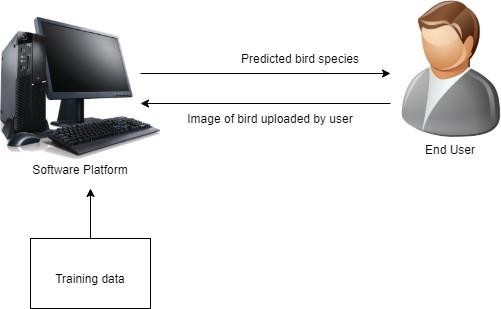 Predicted bird species
Image of bird uploaded by user
End User
Software Platform
Training data